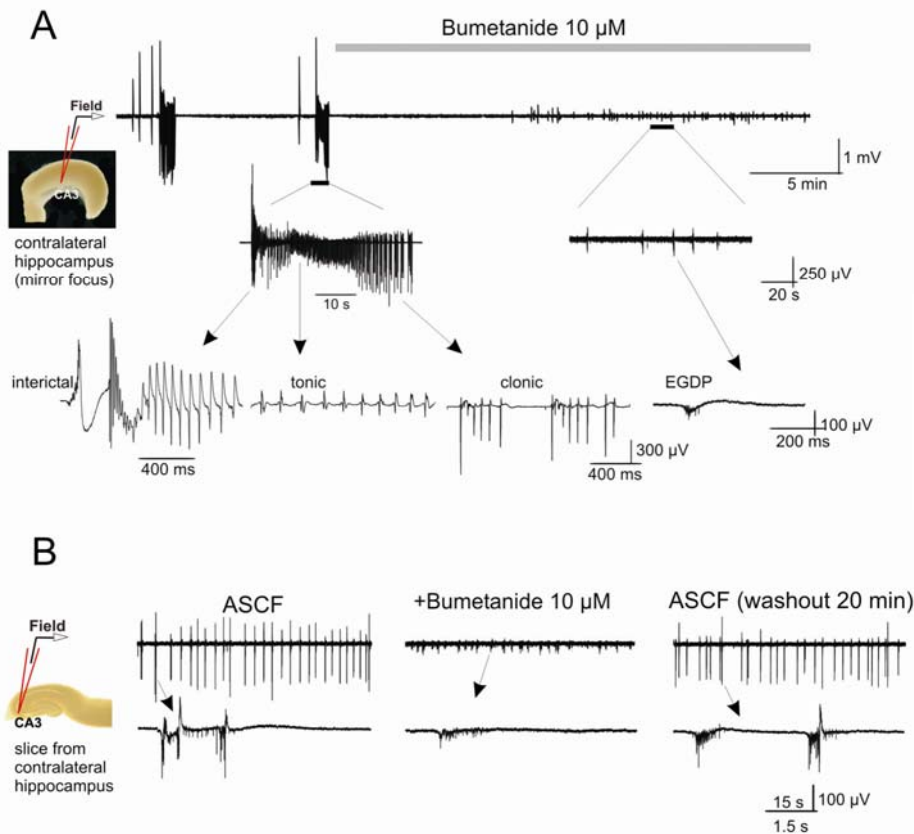 A
Bumetanide 10 µM
Field
CA3
contralateral
hippocampus
(mirror focus)
1 mV
5 min
10 s
250 µV
20 s
interictal
tonic
clonic
EGDP
400 ms
300 µV
400 ms
100 µV
200 ms
B
ASCF
+Bumetanide 10 µM
ASCF (washout 20 min)
Field
CA3
slice from
contralateral
hippocampus
15 s
100 µV
1.5 s